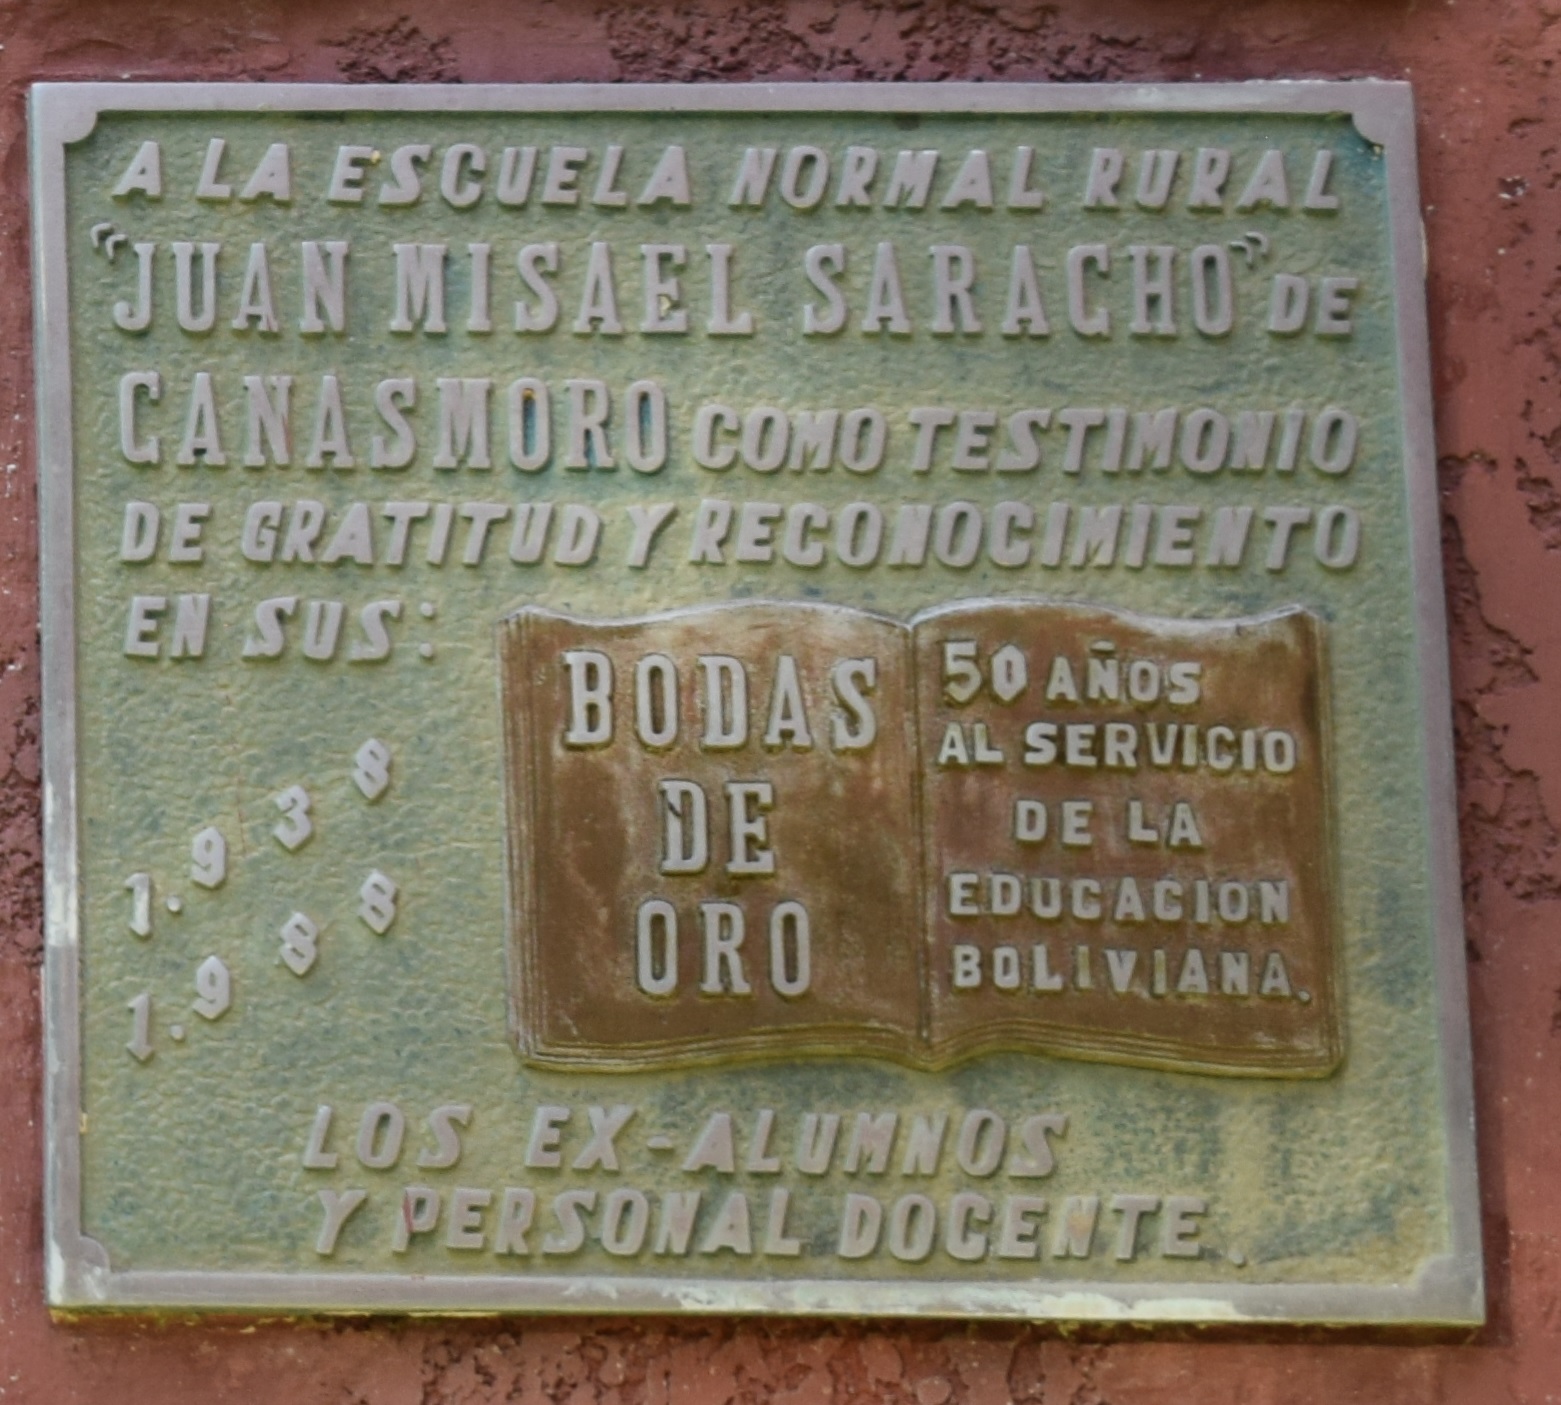 A LA ESCUELA NORMAL RURAL
"JUAN MISAEL SARACHO" DE
CANASMORO COMO TESTIMONIO
DE GRATITUD Y RECONOCIMIENTO
EN SUS:
1.938
1.988
BODAS
DE
ORO
50 AÑOS
AL SERVICIO
DE LA
EDUCACION
BOLIVIANA.
LOS EX-ALUMNOS
Y PERSONAL DOCENTE.